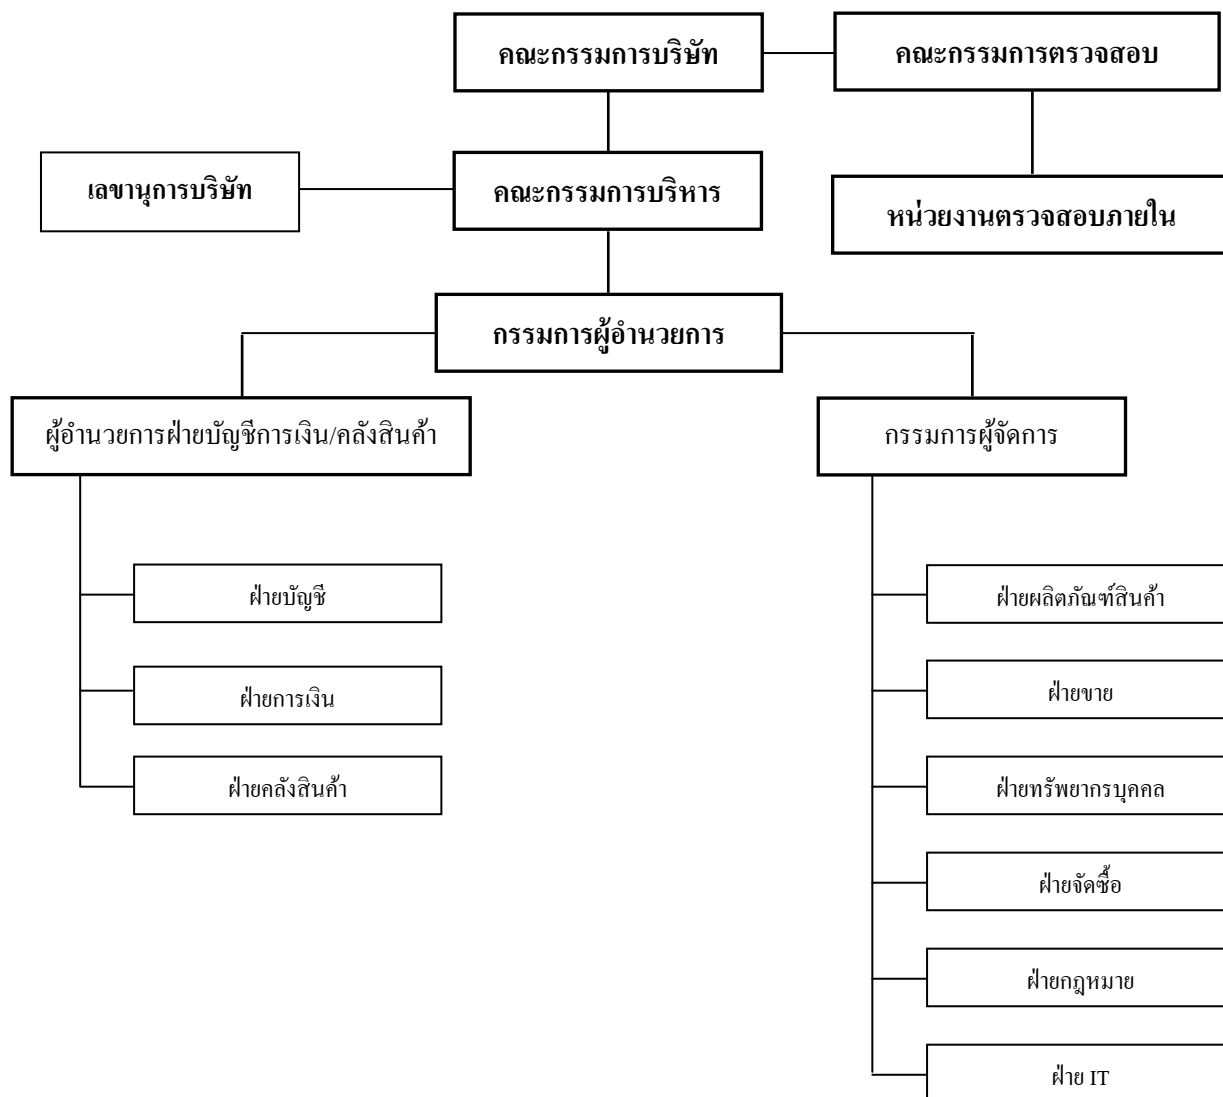 คณะกรรมการบริษัท
คณะกรรมการตรวจสอบ
เลขานุการบริษัท
คณะกรรมการบริหาร
หน่วยงานตรวจสอบภายใน
กรรมการผู้อำนวยการ
ผู้อำนวยการฝ่ายบัญชีการเงิน/คลังสินค้า
กรรมการผู้จัดการ
ฝ่ายบัญชี
ฝ่ายการเงิน
ฝ่ายคลังสินค้า
ฝ่ายผลิตภัณฑ์สินค้า
ฝ่ายขาย
ฝ่ายทรัพยากรบุคคล
ฝ่ายจัดซื้อ
ฝ่ายกฎหมาย
ฝ่าย IT